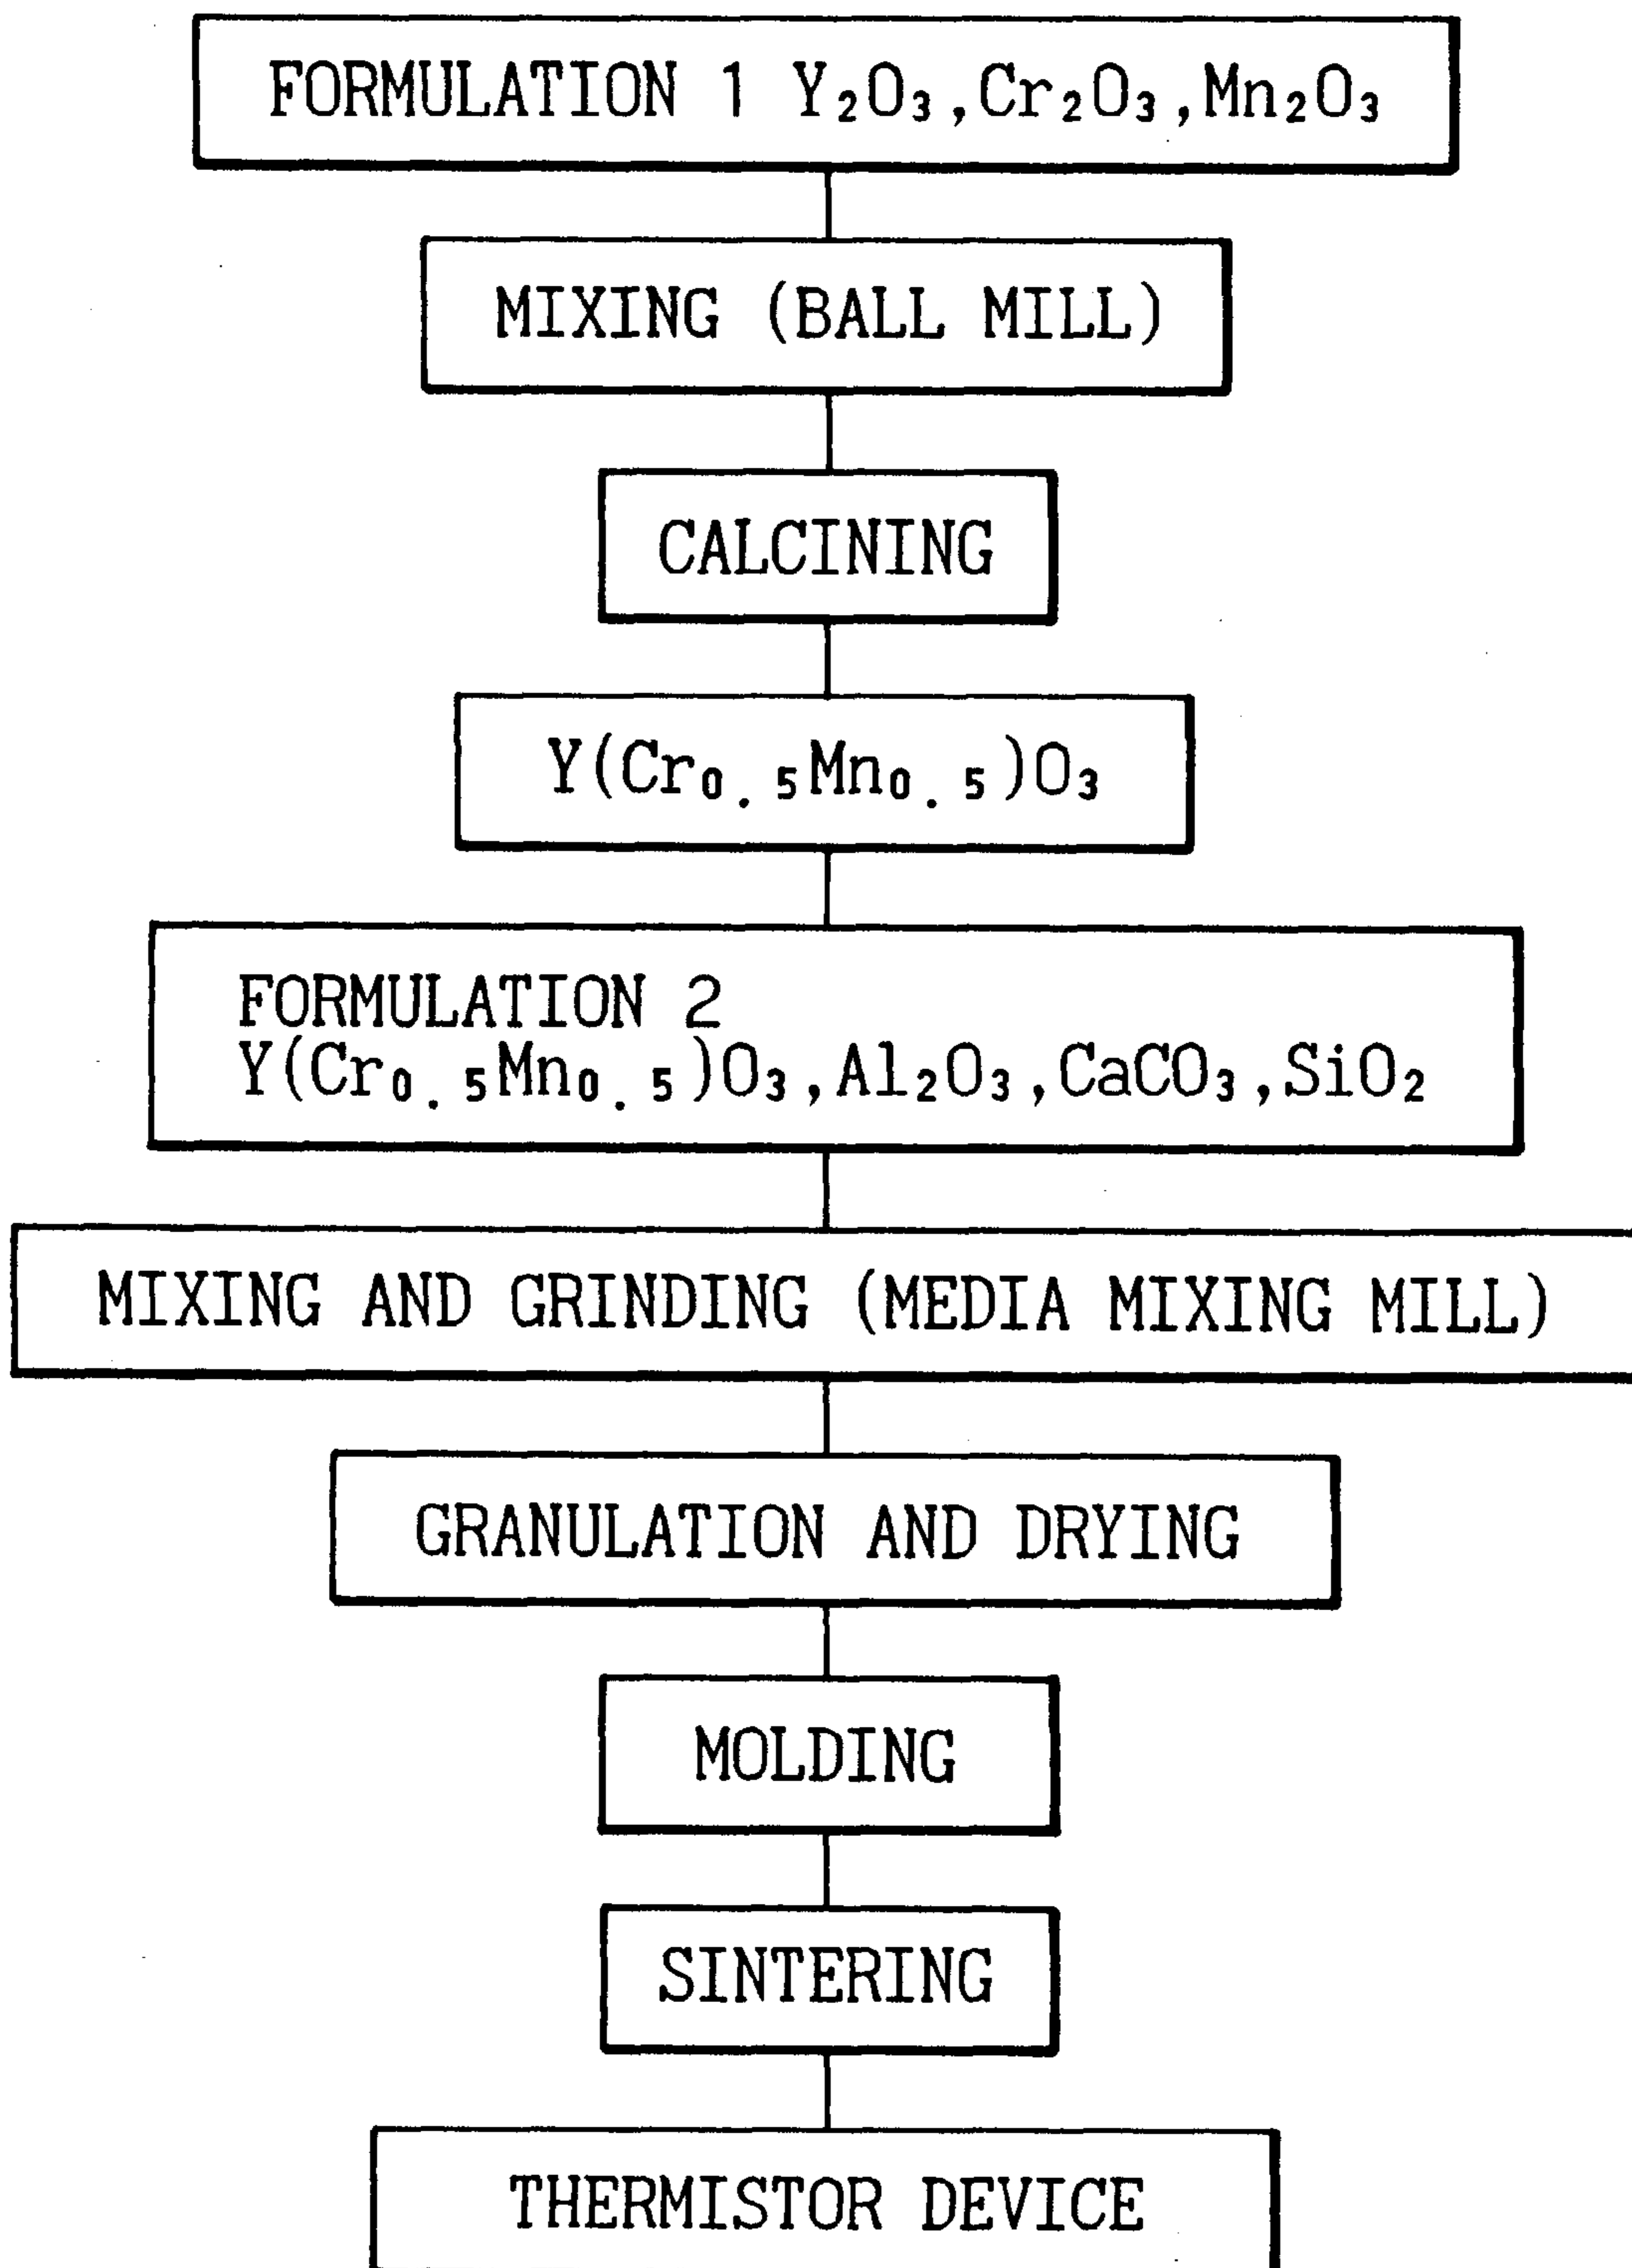 FORMULATION 1 Y₂O₃,Cr₂O₃,Mn₂O₃
MIXING (BALL MILL)
CALCINING
Y(Cr₀.₅Mn₀.₅)O₃
FORMULATION 2
Y(Cr₀.₅Mn₀.₅)O₃,Al₂O₃,CaCO₃,SiO₂
MIXING AND GRINDING (MEDIA MIXING MILL)
GRANULATION AND DRYING
MOLDING
SINTERING
THERMISTOR DEVICE